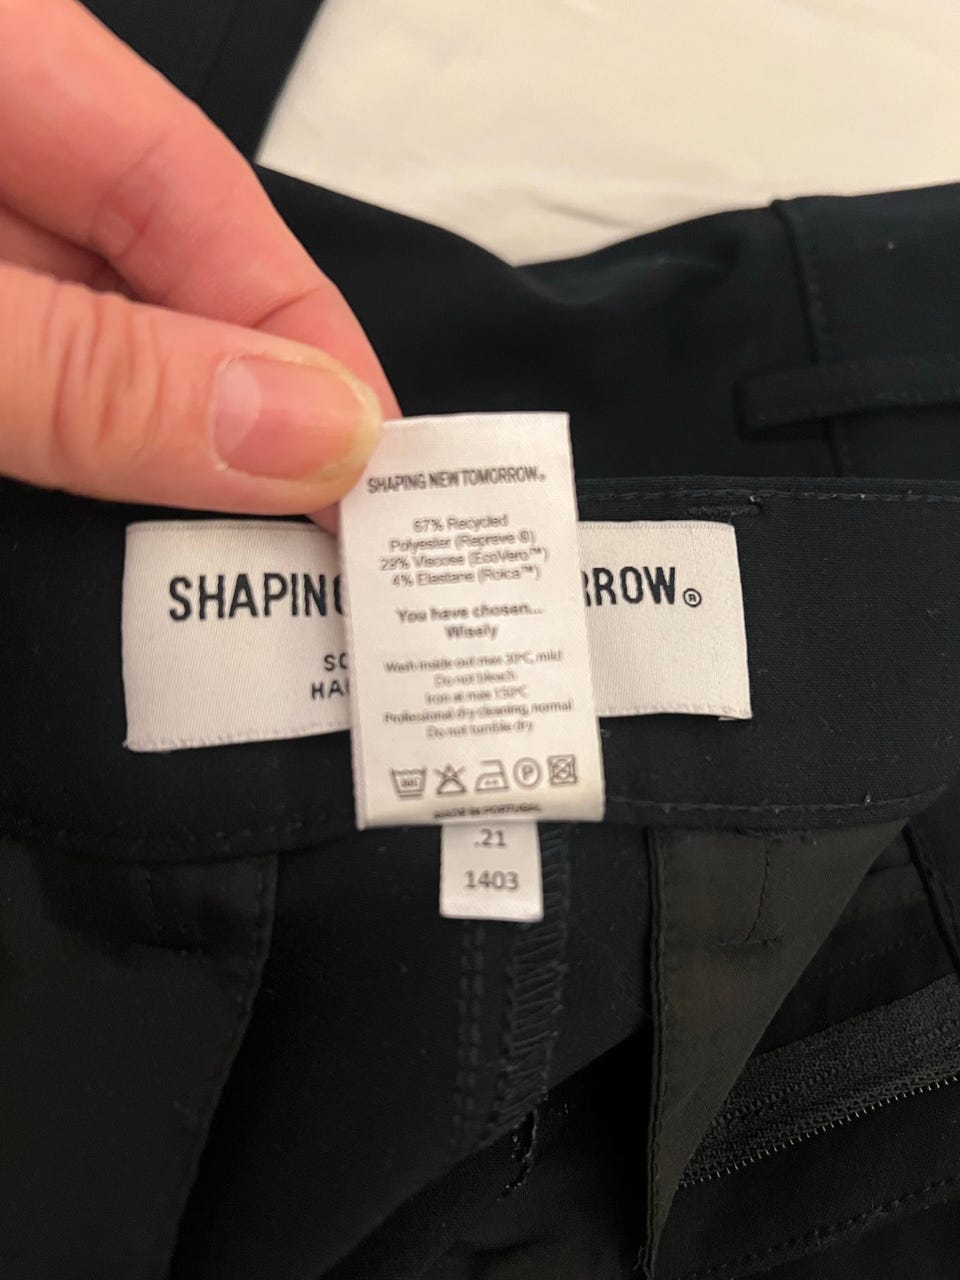 SHAPING NEW TOMORROW®
67% Recycled
Polyester (Repreve ®)
29% Viscose (EcoVero™)
4% Elastane (Roica™)
You have chosen...
Wisely
Wash inside out max 30°C, mild
Do not bleach
Iron at max 150°C
Professional dry cleaning, normal
Do not tumble dry
30°
P
MADE IN PORTUGAL
.21
1403
SHAPIN RROW.®
SC
HA